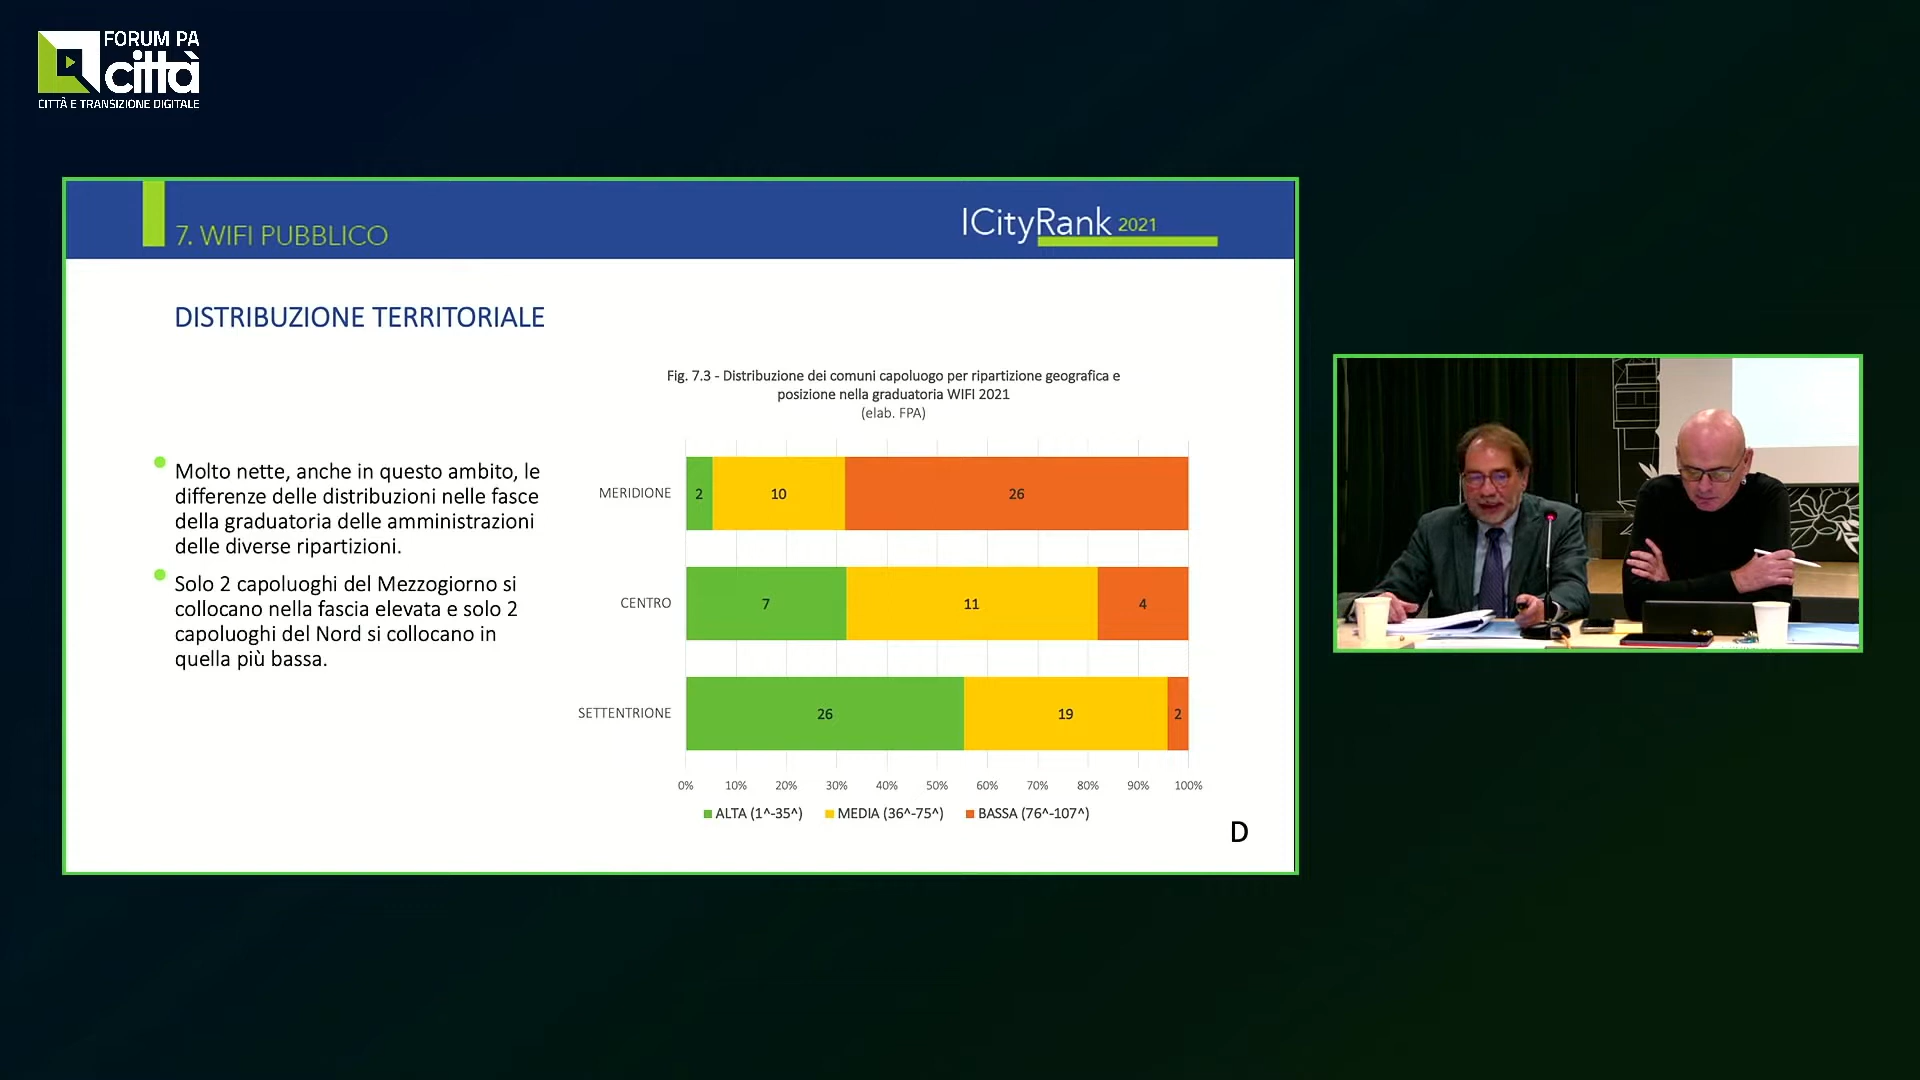 FORUM PA
città
CITTÀ E TRANSIZIONE DIGITALE
7. WIFI PUBBLICO
ICityRank 2021
DISTRIBUZIONE TERRITORIALE
Molto nette, anche in questo ambito, le
differenze delle distribuzioni nelle fasce
della graduatoria delle amministrazioni
delle diverse ripartizioni.
Solo 2 capoluoghi del Mezzogiorno si
collocano nella fascia elevata e solo 2
capoluoghi del Nord si collocano in
quella più bassa.
Fig. 7.3 - Distribuzione dei comuni capoluogo per ripartizione geografica e
posizione nella graduatoria WIFI 2021
(elab. FPA)
MERIDIONE 2 10 26
CENTRO 7 11 4
SETTENTRIONE 26 19 2
0% 10% 20% 30% 40% 50% 60% 70% 80% 90% 100%
ALTA (1^-35^) MEDIA (36^-75^) BASSA (76^-107^)
D